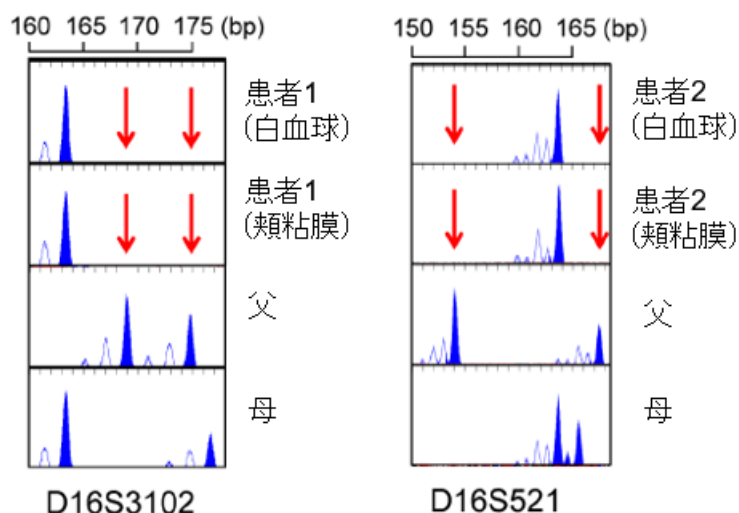 160 165 170 175 (bp)
患者1
(白血球)
患者1
(頬粘膜)
父
母
D16S3102
150 155 160 165 (bp)
患者2
(白血球)
患者2
(頬粘膜)
父
母
D16S521